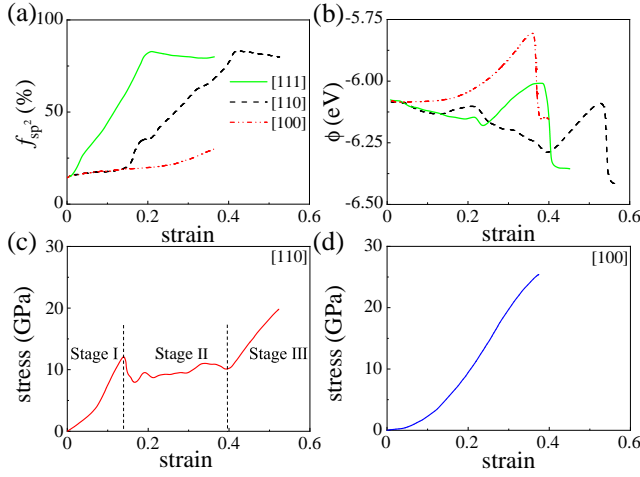 (a)
100
50
0
f_sp² (%)
[111]
[110]
[100]
0.0
0.2
0.4
0.6
strain
(b)
-5.75
-6.00
-6.25
-6.50
ϕ (eV)
0.0
0.2
0.4
0.6
strain
(c)
30
20
10
0
stress (GPa)
[110]
Stage I
Stage II
Stage III
0.0
0.2
0.4
0.6
strain
(d)
30
20
10
0
stress (GPa)
[100]
0.0
0.2
0.4
0.6
strain